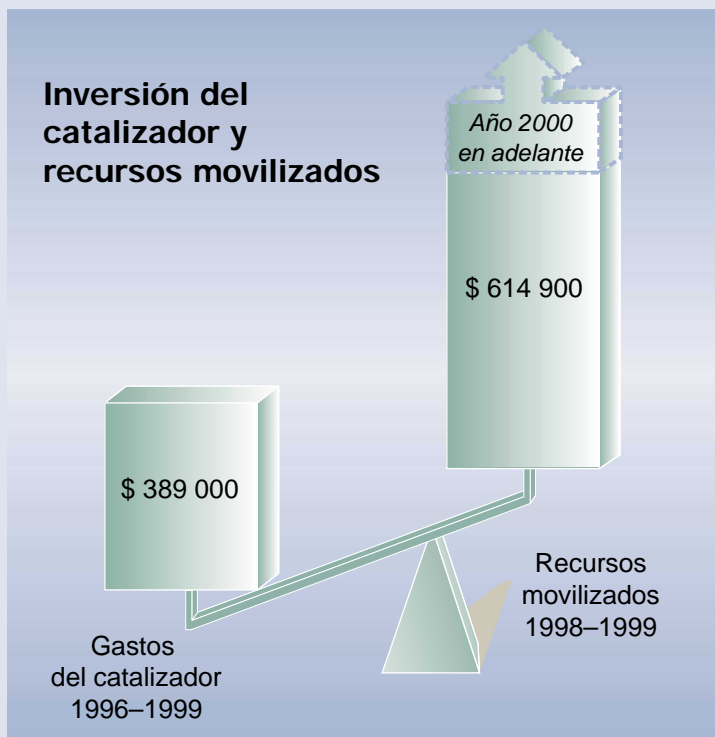 Inversión del
catalizador y
recursos movilizados
Año 2000
en adelante
$ 614 900
$ 389 000
Recursos
movilizados
1998–1999
Gastos
del catalizador
1996–1999